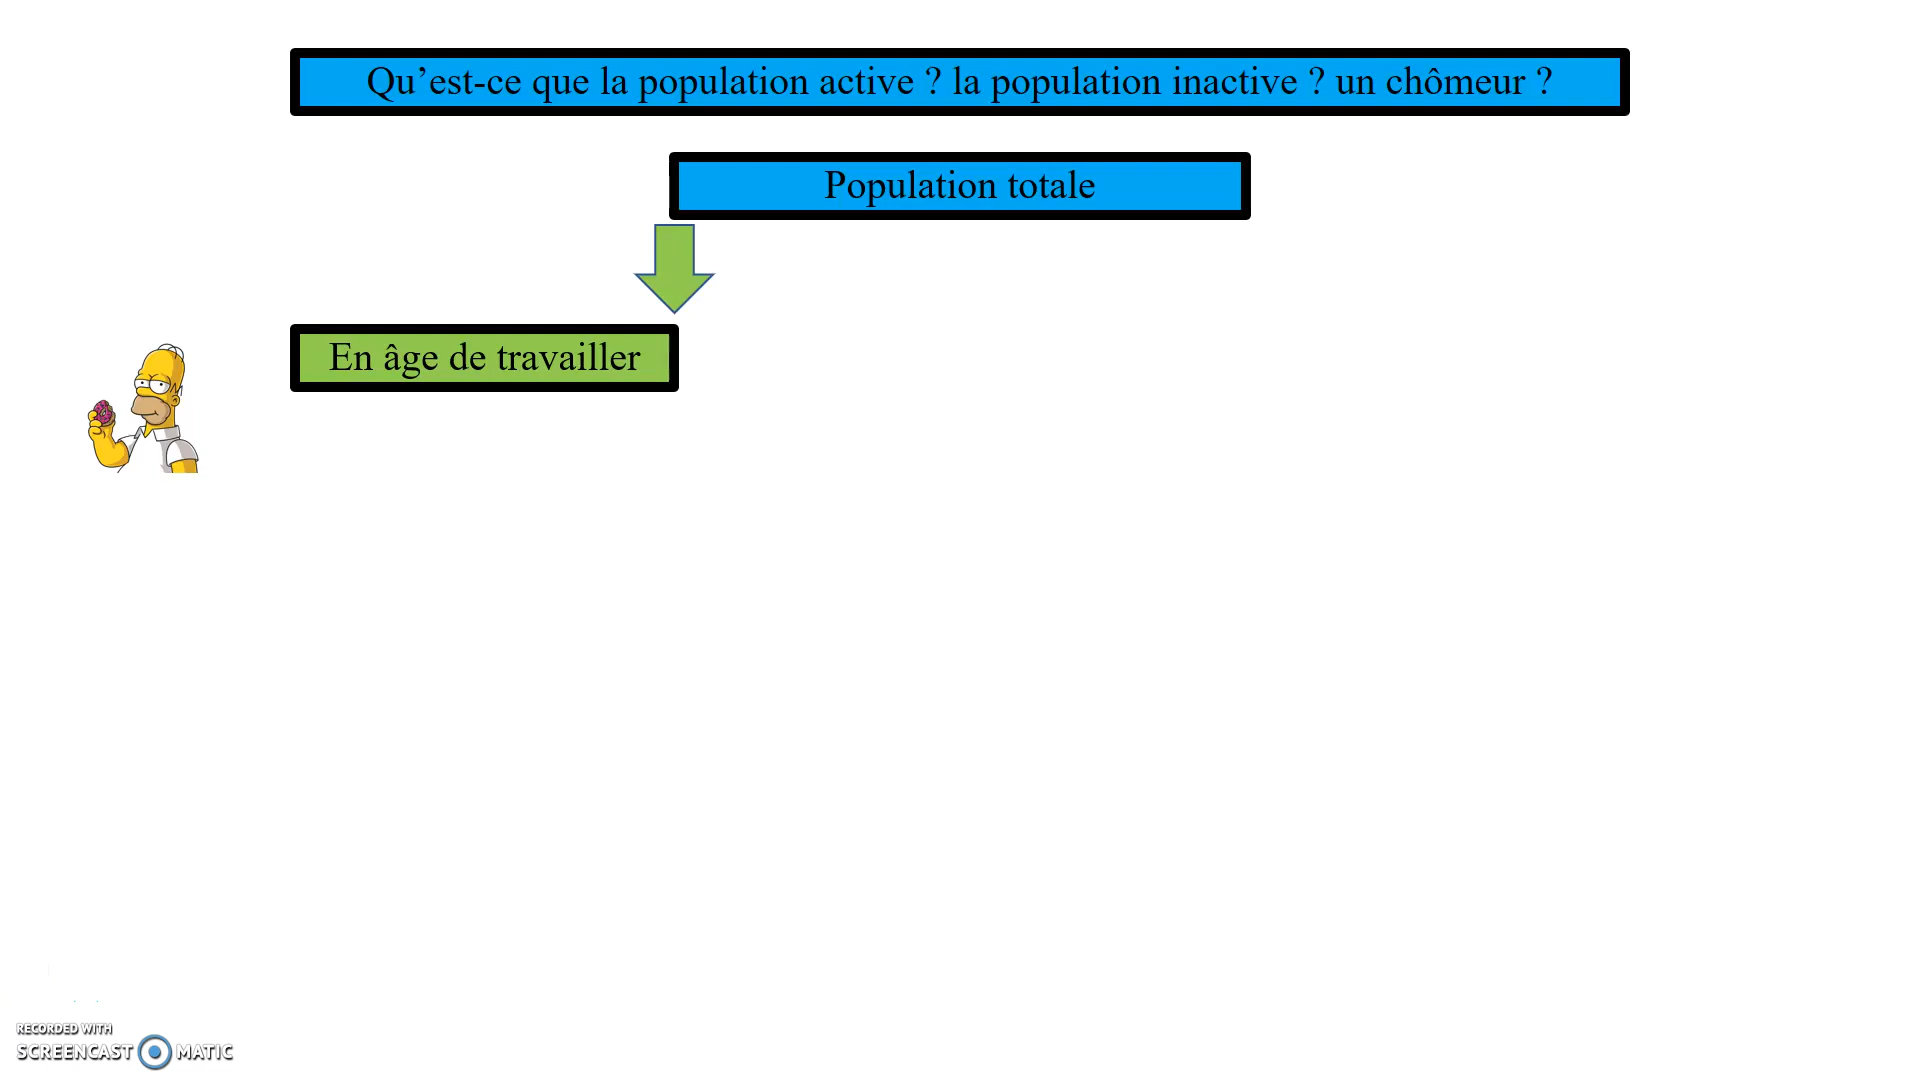 Qu’est-ce que la population active ? la population inactive ? un chômeur ?
Population totale
En âge de travailler
RECORDED WITH
SCREENCAST MATIC